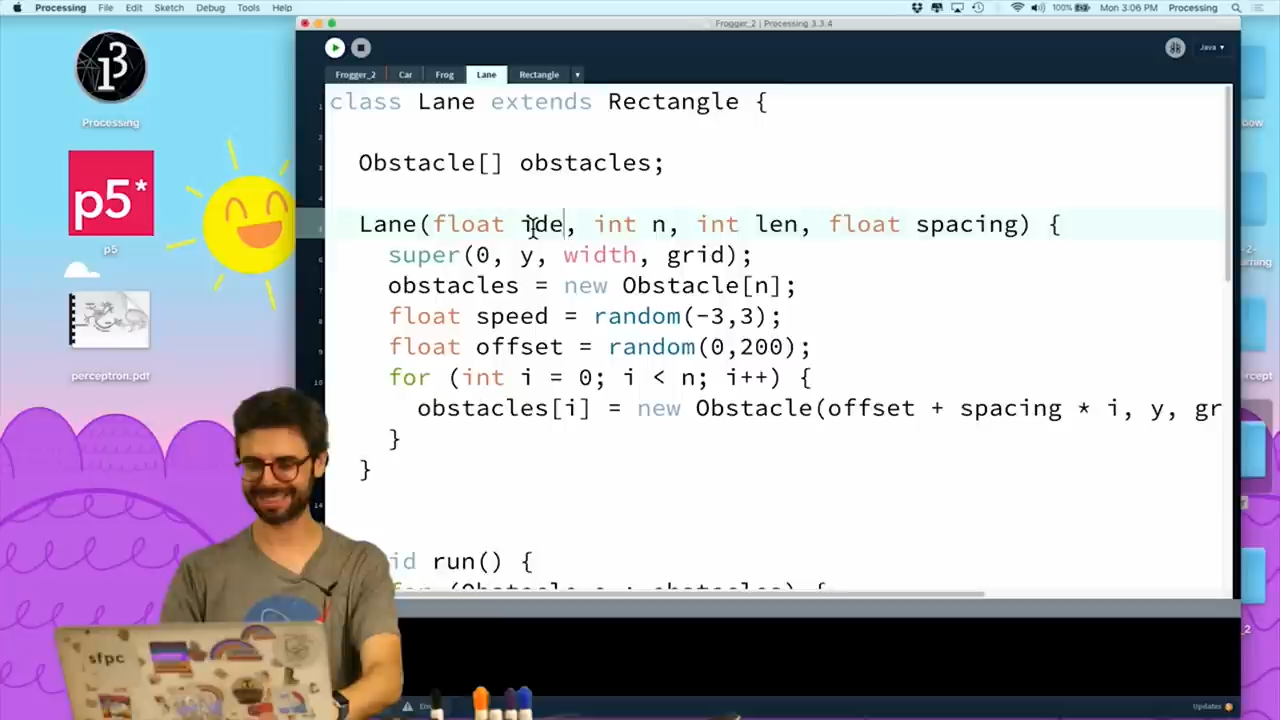 Processing File Edit Sketch Debug Tools Help 100% Mon 3:06 PM Processing
Frogger_2 | Processing 3.3.4
Java
Frogger_2 Car Frog Lane Rectangle
class Lane extends Rectangle {
Obstacle[] obstacles;
Lane(float ide, int n, int len, float spacing) {
super(0, y, width, grid);
obstacles = new Obstacle[n];
float speed = random(-3,3);
float offset = random(0,200);
for (int i = 0; i < n; i++) {
obstacles[i] = new Obstacle(offset + spacing * i, y, gr
}
}
id run() {
Processing
p5*
p5
perceptron.pdf
sfpc
Updates